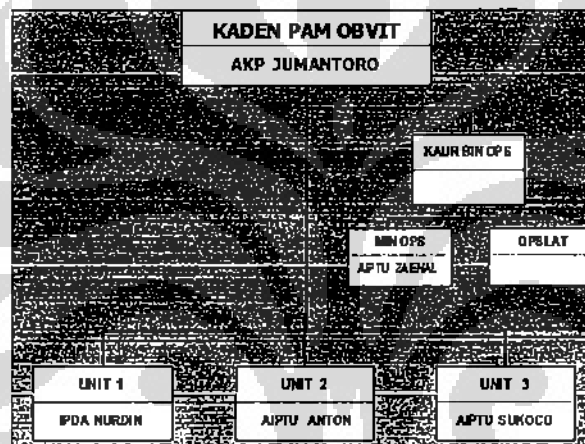 KADEN PAM OBVIT
AKP JUMANTORO
KAUR BIN OPS
MIN OPS
OPSLAT
AIPTU ZAENAL
UNIT 1
UNIT 2
UNIT 3
IPDA NURDIN
AIPTU ANTON
AIPTU SUKOCO